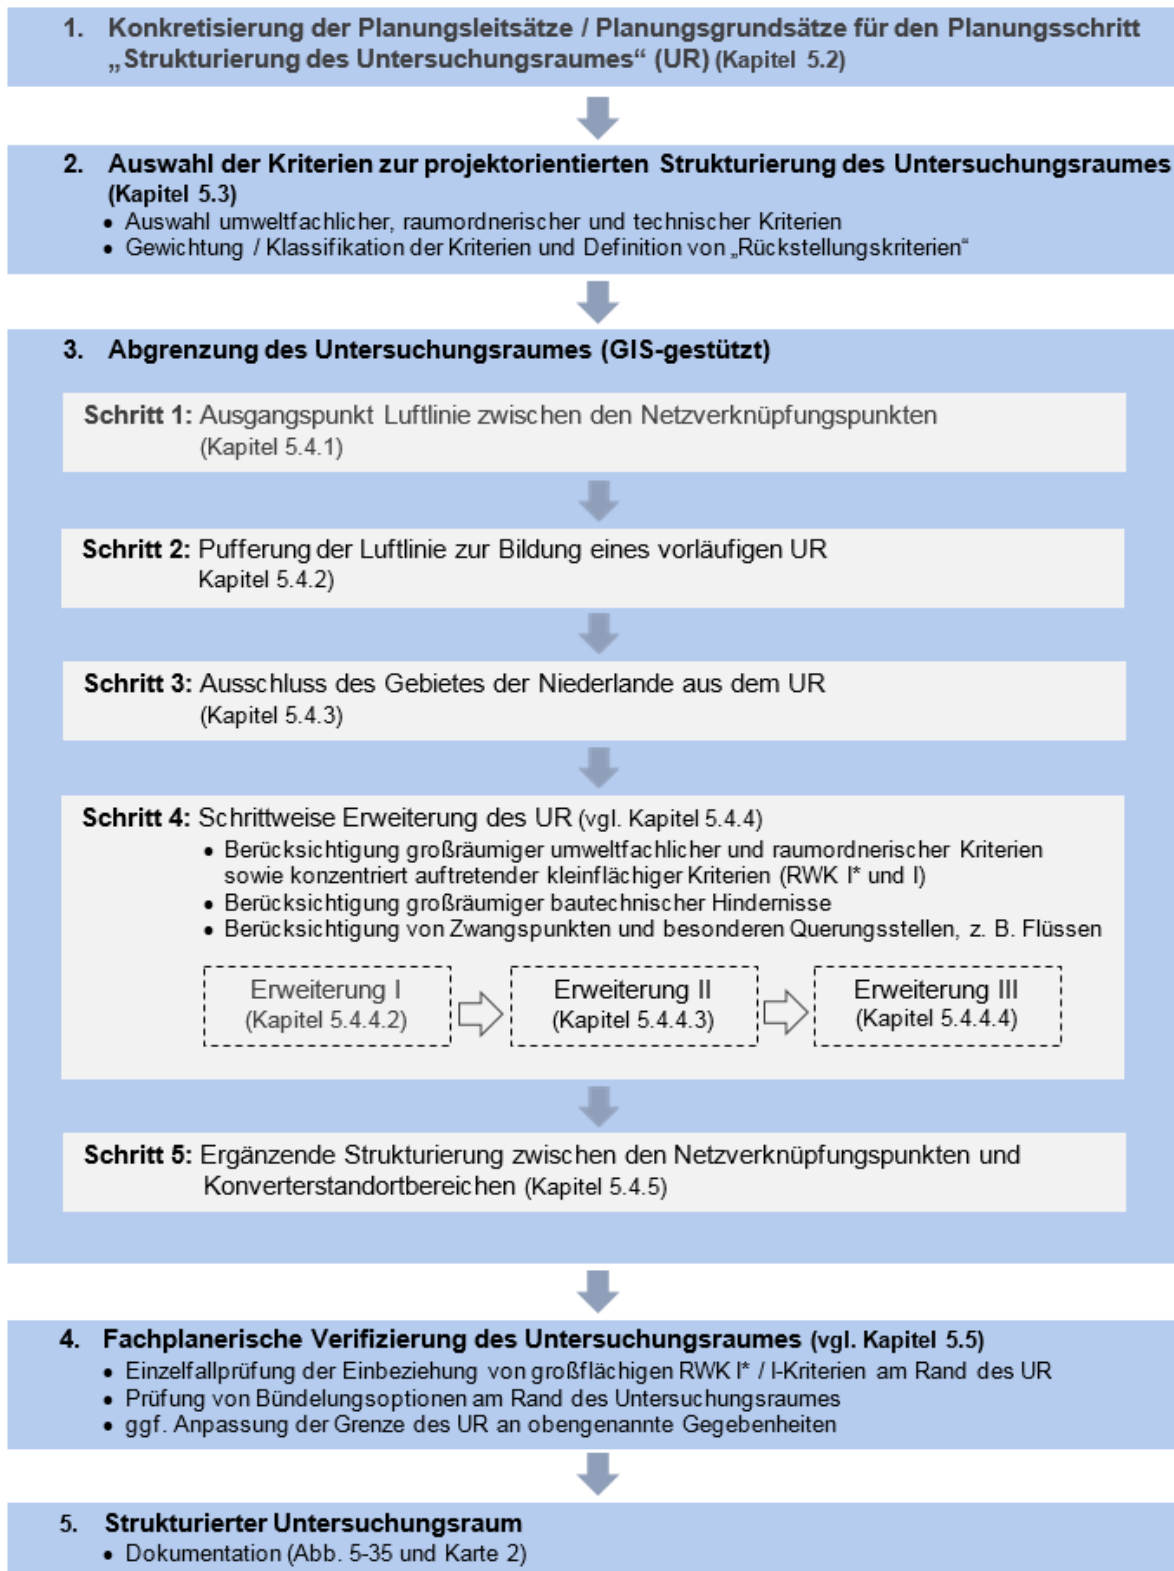 1. Konkretisierung der Planungsleitsätze / Planungsgrundsätze für den Planungsschritt
„Strukturierung des Untersuchungsraumes“ (UR) (Kapitel 5.2)
2. Auswahl der Kriterien zur projektorientierten Strukturierung des Untersuchungsraumes
(Kapitel 5.3)
• Auswahl umweltfachlicher, raumordnerischer und technischer Kriterien
• Gewichtung / Klassifikation der Kriterien und Definition von „Rückstellungskriterien“
3. Abgrenzung des Untersuchungsraumes (GIS-gestützt)
Schritt 1: Ausgangspunkt Luftlinie zwischen den Netzverknüpfungspunkten
(Kapitel 5.4.1)
Schritt 2: Pufferung der Luftlinie zur Bildung eines vorläufigen UR
Kapitel 5.4.2)
Schritt 3: Ausschluss des Gebietes der Niederlande aus dem UR
(Kapitel 5.4.3)
Schritt 4: Schrittweise Erweiterung des UR (vgl. Kapitel 5.4.4)
• Berücksichtigung großräumiger umweltfachlicher und raumordnerischer Kriterien
sowie konzentriert auftretender kleinflächiger Kriterien (RWK I* und I)
• Berücksichtigung großräumiger bautechnischer Hindernisse
• Berücksichtigung von Zwangspunkten und besonderen Querungsstellen, z. B. Flüssen
Erweiterung I
(Kapitel 5.4.4.2)
Erweiterung II
(Kapitel 5.4.4.3)
Erweiterung III
(Kapitel 5.4.4.4)
Schritt 5: Ergänzende Strukturierung zwischen den Netzverknüpfungspunkten und
Konverterstandortbereichen (Kapitel 5.4.5)
4. Fachplanerische Verifizierung des Untersuchungsraumes (vgl. Kapitel 5.5)
• Einzelfallprüfung der Einbeziehung von großflächigen RWK I* / I-Kriterien am Rand des UR
• Prüfung von Bündelungsoptionen am Rand des Untersuchungsraumes
• ggf. Anpassung der Grenze des UR an obengenannte Gegebenheiten
5. Strukturierter Untersuchungsraum
• Dokumentation (Abb. 5-35 und Karte 2)